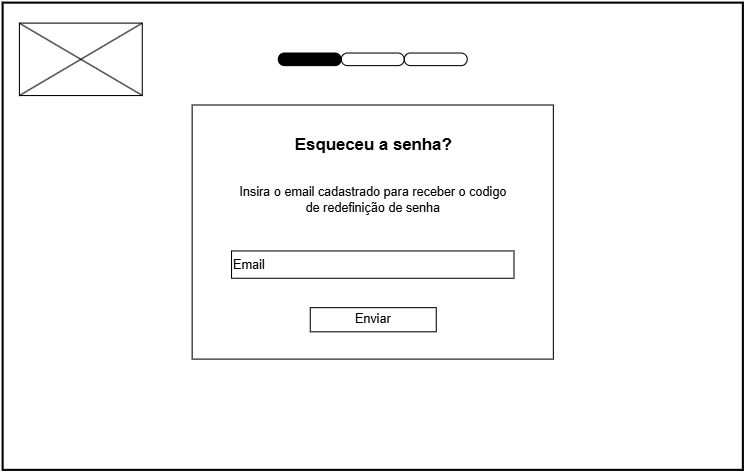 Esqueceu a senha?
Insira o email cadastrado para receber o codigo
de redefinição de senha
Email
Enviar